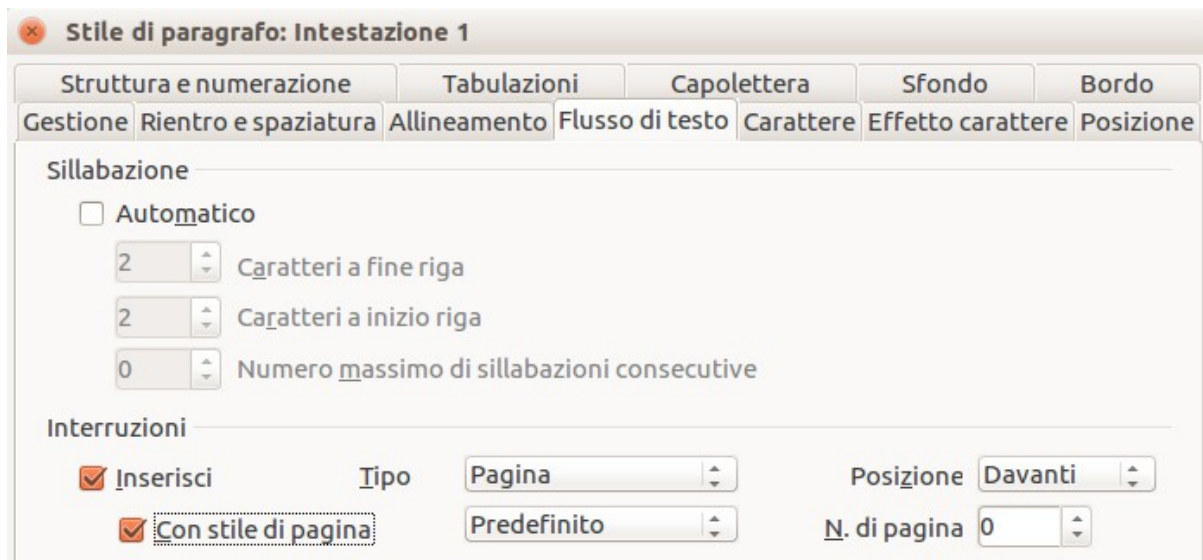 Stile di paragrafo: Intestazione 1
Struttura e numerazione Tabulazioni Capolettera Sfondo Bordo
Gestione Rientro e spaziatura Allineamento Flusso di testo Carattere Effetto carattere Posizione
Sillabazione
Automatico
2 Caratteri a fine riga
2 Caratteri a inizio riga
0 Numero massimo di sillabazioni consecutive
Interruzioni
Inserisci Tipo Pagina Posizione Davanti
Con stile di pagina Predefinito N. di pagina 0